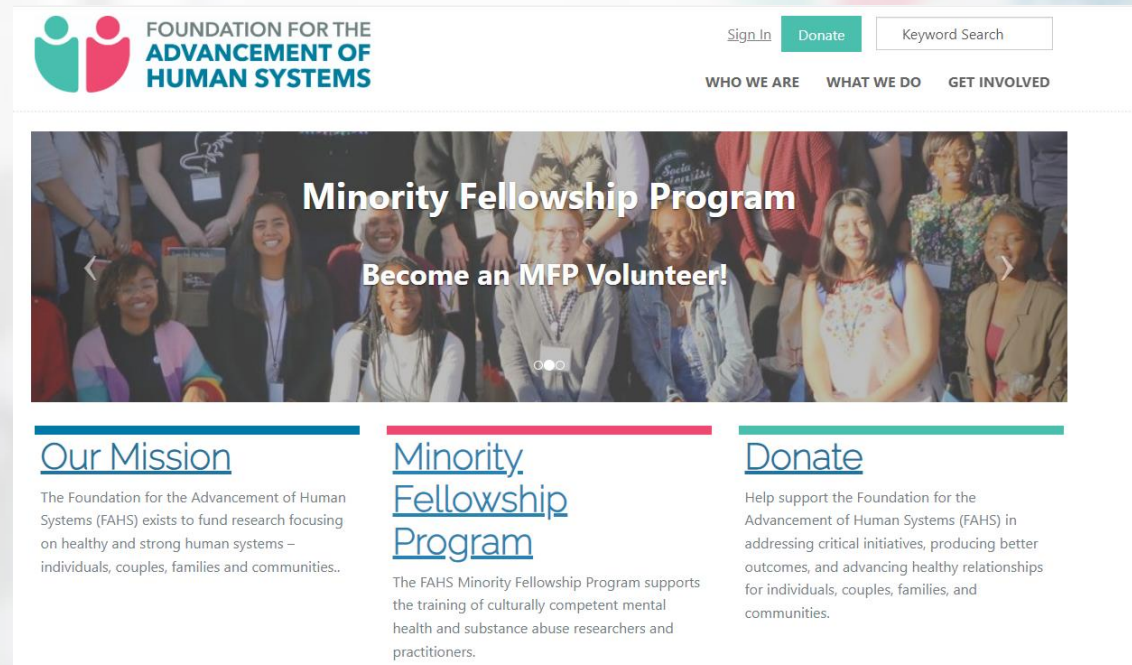 FOUNDATION FOR THE
ADVANCEMENT OF
HUMAN SYSTEMS
Sign In
Donate
Keyword Search
WHO WE ARE
WHAT WE DO
GET INVOLVED
Minority Fellowship Program
Become an MFP Volunteer!
Our Mission
The Foundation for the Advancement of Human
Systems (FAHS) exists to fund research focusing
on healthy and strong human systems –
individuals, couples, families and communities..
Minority
Fellowship
Program
The FAHS Minority Fellowship Program supports
the training of culturally competent mental
health and substance abuse researchers and
practitioners.
Donate
Help support the Foundation for the
Advancement of Human Systems (FAHS) in
addressing critical initiatives, producing better
outcomes, and advancing healthy relationships
for individuals, couples, families, and
communities.